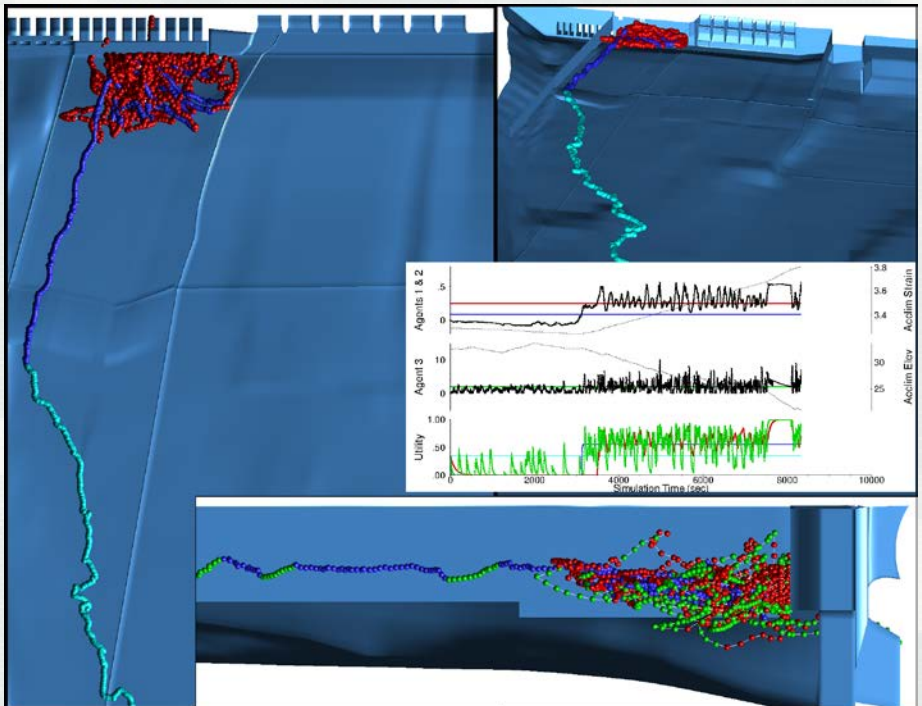 Agents 1 & 2
.5
0
3.8
3.6
3.4
Acclim Strain
Agent 3
10
0
30
25
Acclim Elev
Utility
1.00
.50
.00
0 2000 4000 6000 8000 10000
Simulation Time (sec)